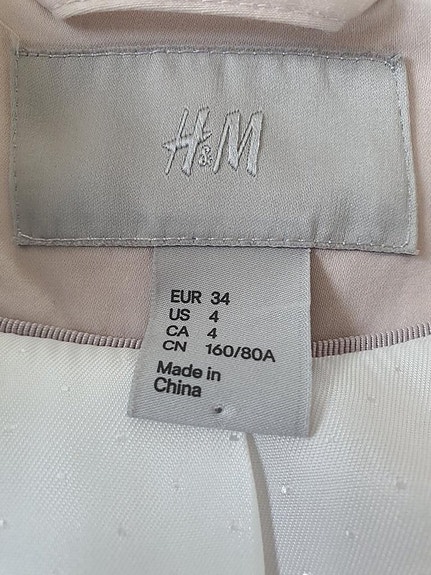 H&M
EUR 34
US 4
CA 4
CN 160/80A
Made in
China